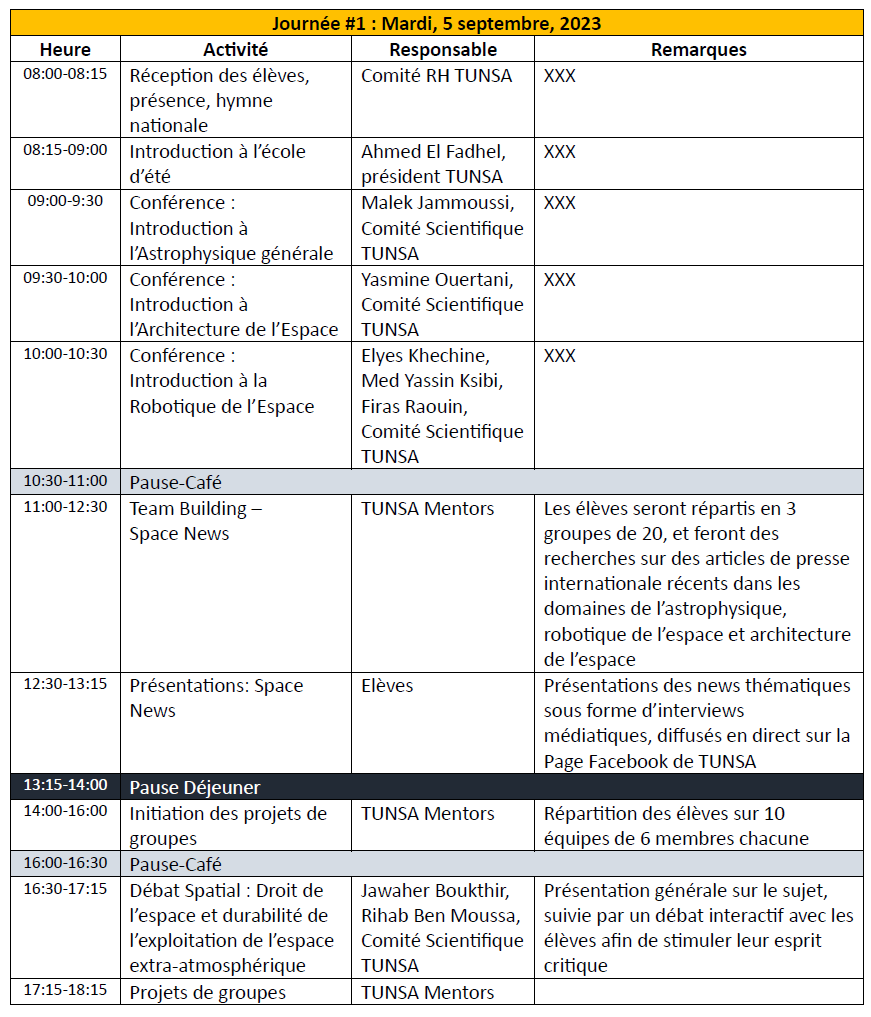 Journée #1 : Mardi, 5 septembre, 2023
Heure Activité Responsable Remarques
08:00-08:15 Réception des élèves, Comité RH TUNSA XXX
présence, hymne
nationale
08:15-09:00 Introduction à l’école Ahmed El Fadhel, XXX
d’été président TUNSA
09:00-9:30 Conférence : Malek Jammoussi, XXX
Introduction à Comité Scientifique
l’Astrophysique générale TUNSA
09:30-10:00 Conférence : Yasmine Ouertani, XXX
Introduction à Comité Scientifique
l’Architecture de l’Espace TUNSA
10:00-10:30 Conférence : Elyes Khechine, XXX
Introduction à la Med Yassin Ksibi,
Robotique de l’Espace Firas Raouin,
Comité Scientifique
TUNSA
10:30-11:00 Pause-Café
11:00-12:30 Team Building – TUNSA Mentors Les élèves seront répartis en 3
Space News groupes de 20, et feront des
recherches sur des articles de presse
internationale récents dans les
domaines de l’astrophysique,
robotique de l’espace et architecture
de l’espace
12:30-13:15 Présentations: Space Elèves Présentations des news thématiques
News sous forme d’interviews
médiatiques, diffusés en direct sur la
Page Facebook de TUNSA
13:15-14:00 Pause Déjeuner
14:00-16:00 Initiation des projets de TUNSA Mentors Répartition des élèves sur 10
groupes équipes de 6 membres chacune
16:00-16:30 Pause-Café
16:30-17:15 Débat Spatial : Droit de Jawaher Boukthir, Présentation générale sur le sujet,
l’espace et durabilité de Rihab Ben Moussa, suivie par un débat interactif avec les
l’exploitation de l’espace Comité Scientifique élèves afin de stimuler leur esprit
extra-atmosphérique TUNSA critique
17:15-18:15 Projets de groupes TUNSA Mentors